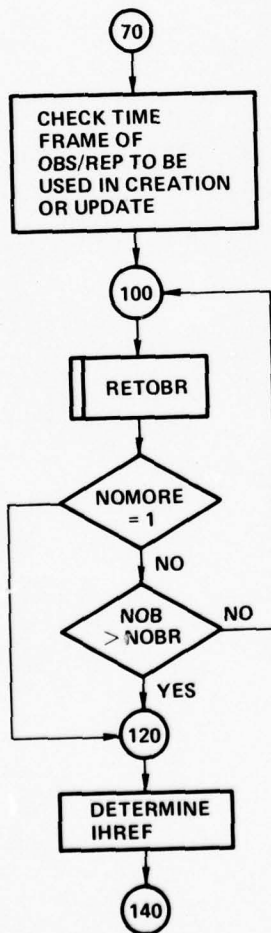 70
CHECK TIME
FRAME OF
OBS/REP TO BE
USED IN CREATION
OR UPDATE
100
RETOBR
NOMORE
= 1
NO
NOB
> NOBR
NO
YES
120
DETERMINE
IHREF
140